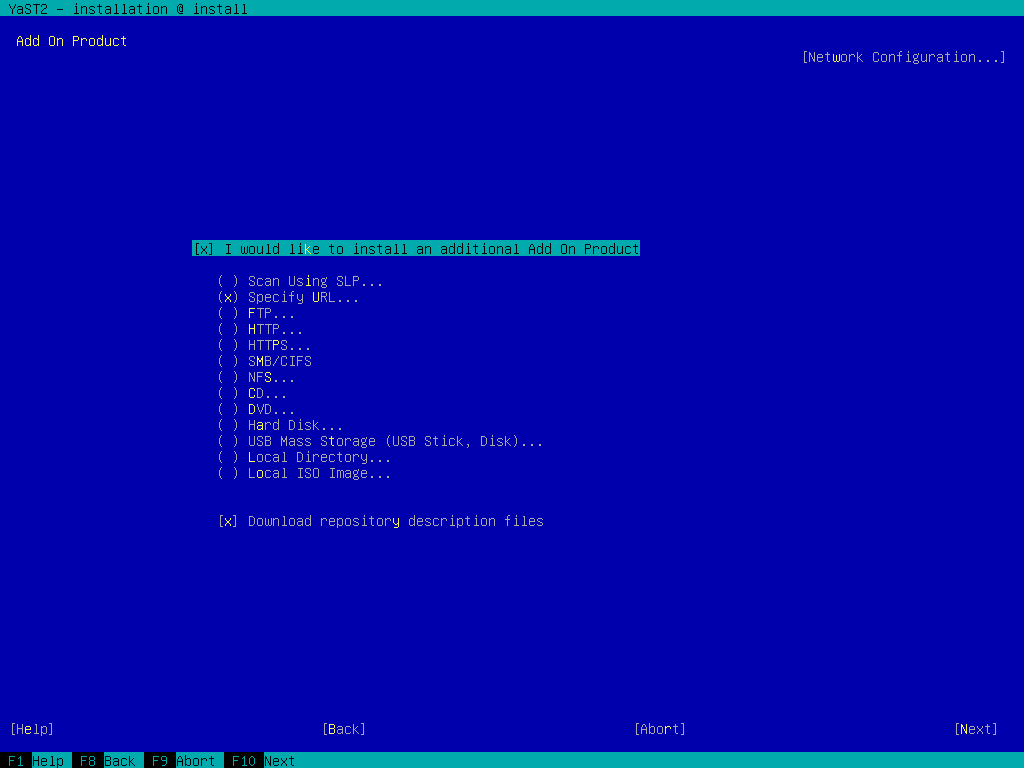 YaST2 - installation @ install
Add On Product
[Network Configuration...]
[x] I would like to install an additional Add On Product
( ) Scan Using SLP...
(x) Specify URL...
( ) FTP...
( ) HTTP...
( ) HTTPS...
( ) SMB/CIFS
( ) NFS...
( ) CD...
( ) DVD...
( ) Hard Disk...
( ) USB Mass Storage (USB Stick, Disk)...
( ) Local Directory...
( ) Local ISO Image...
[x] Download repository description files
[Help] [Back] [Abort] [Next]
F1 Help F8 Back F9 Abort F10 Next